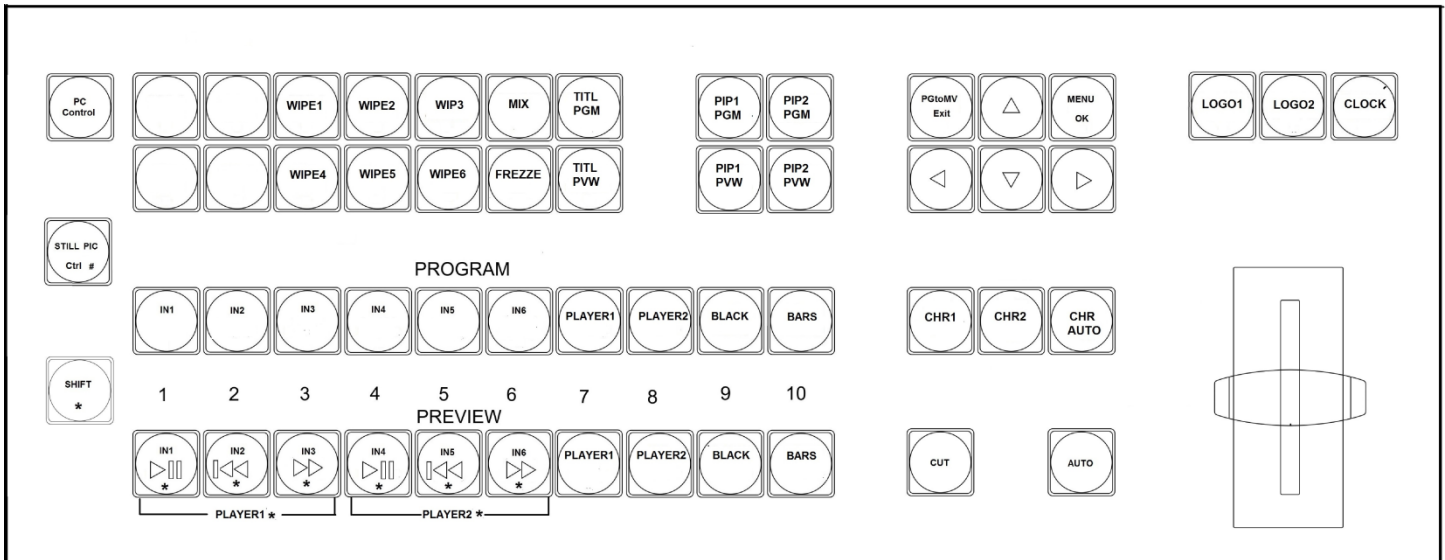 PC
Control
WIPE1
WIPE2
WIP3
MIX
TITL
PGM
PIP1
PGM
PIP2
PGM
PGtoMV
Exit
△
MENU
OK
LOGO1
LOGO2
CLOCK
WIPE4
WIPE5
WIPE6
FREZZE
TITL
PVW
PIP1
PVW
PIP2
PVW
◁
▽
▷
STILL PIC
Ctrl #
PROGRAM
IN1
IN2
IN3
IN4
IN5
IN6
PLAYER1
PLAYER2
BLACK
BARS
CHR1
CHR2
CHR
AUTO
SHIFT
*
1 2 3 4 5 6 7 8 9 10
PREVIEW
IN1
*
IN2
*
IN3
*
IN4
*
IN5
*
IN6
*
PLAYER1
PLAYER2
BLACK
BARS
CUT
AUTO
PLAYER1 *
PLAYER2 *